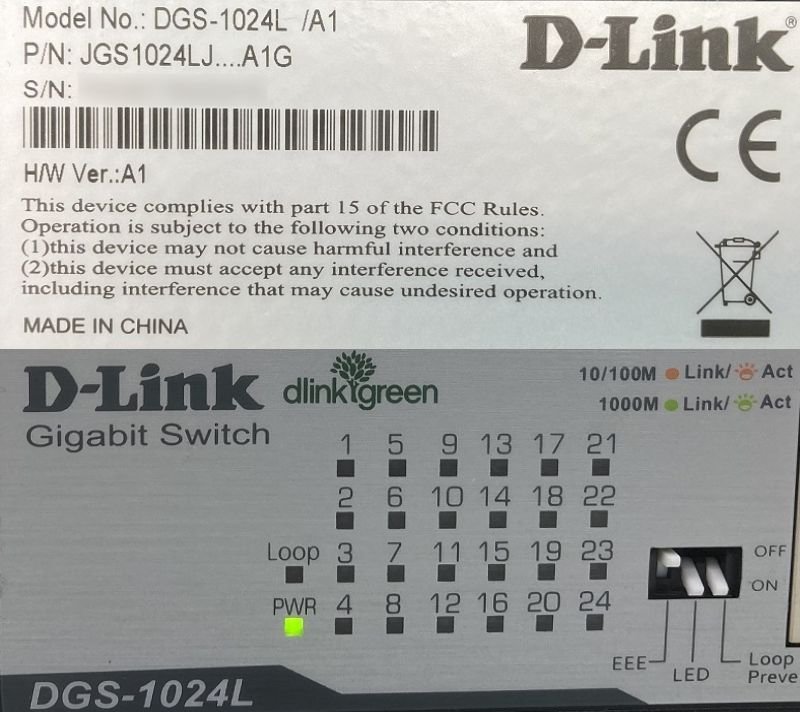 Model No.: DGS-1024L /A1
D-Link®
P/N: JGS1024LJ....A1G
S/N:
CE
H/W Ver.:A1
This device complies with part 15 of the FCC Rules.
Operation is subject to the following two conditions:
(1)this device may not cause harmful interference and
(2)this device must accept any interference received,
including interference that may cause undesired operation.
MADE IN CHINA
D-Link dlinkgreen
Gigabit Switch
10/100M Link/ Act
1000M Link/ Act
1 5 9 13 17 21
2 6 10 14 18 22
Loop 3 7 11 15 19 23
PWR 4 8 12 16 20 24
OFF
ON
EEE
LED
Loop
Preve
DGS-1024L